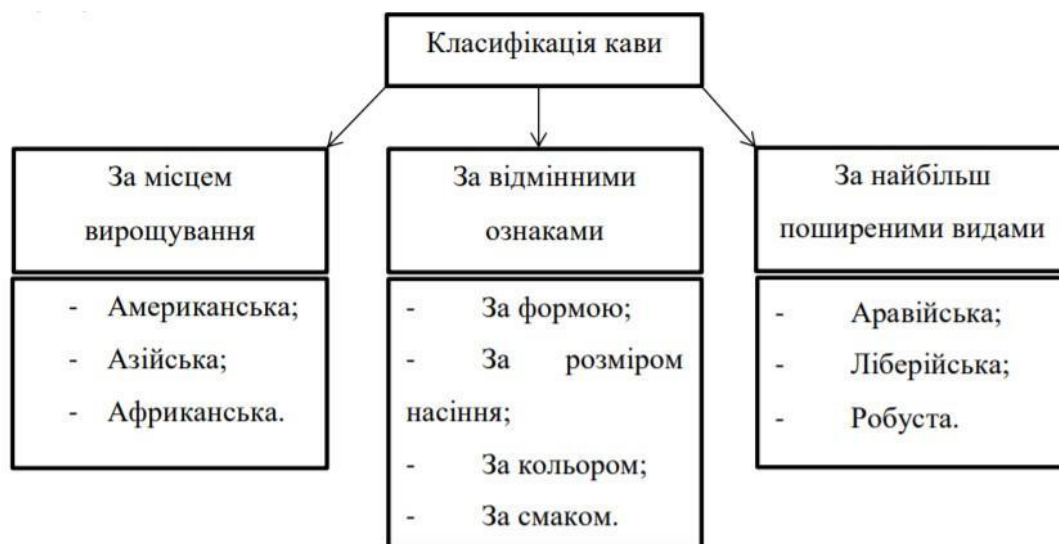 Класифікація кави
За місцем
вирощування
- Американська;
- Азійська;
- Африканська.
За відмінними
ознаками
- За формою;
- За розміром
насіння;
- За кольором;
- За смаком.
За найбільш
поширеними видами
- Аравійська;
- Ліберійська;
- Робуста.